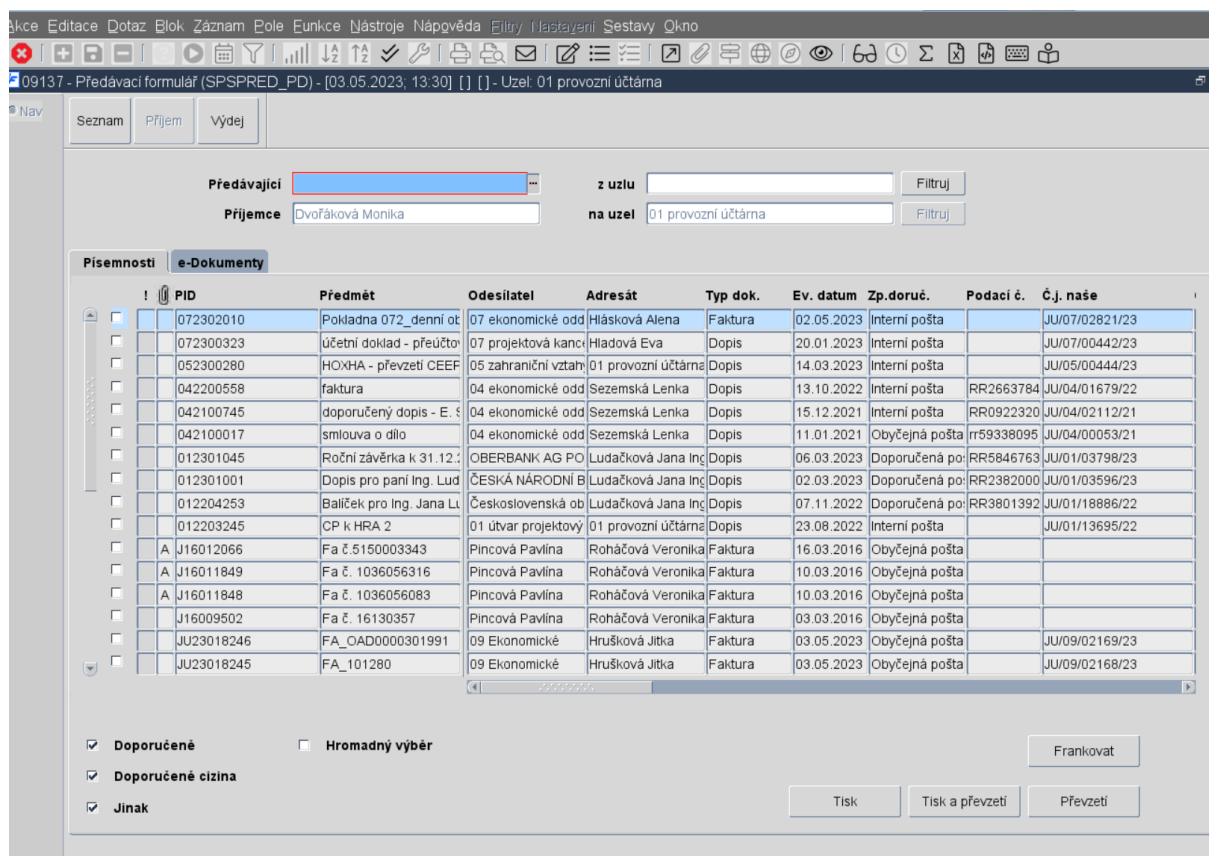 Akce Editace Dotaz Blok Záznam Pole Funkce Nástroje Nápověda Filtry Nastavení Sestavy Okno
09137 - Předávací formulář (SPSPRED_PD) - [03.05.2023; 13:30] [ ] [ ] - Uzel: 01 provozní účtárna
Nav
Seznam Příjem Výdej
Předávající z uzlu Filtruj
Příjemce Dvořáková Monika na uzel 01 provozní účtárna Filtruj
Písemnosti e-Dokumenty
! PID Předmět Odesílatel Adresát Typ dok. Ev. datum Zp.doruč. Podací č. Č.j. naše
072302010 Pokladna 072_denní ob 07 ekonomické odd Hlásková Alena Faktura 02.05.2023 Interní pošta JU/07/02821/23
072300323 účetní doklad - přeúčtov 07 projektová kance Hladová Eva Dopis 20.01.2023 Interní pošta JU/07/00442/23
052300280 HOXHA - převzetí CEEP 05 zahraniční vztahy 01 provozní účtárna Dopis 14.03.2023 Interní pošta JU/05/00444/23
042200558 faktura 04 ekonomické odd Sezemská Lenka Dopis 13.10.2022 Interní pošta RR2663784 JU/04/01679/22
042100745 doporučený dopis - E. S 04 ekonomické odd Sezemská Lenka Dopis 15.12.2021 Interní pošta RR0922320 JU/04/02112/21
042100017 smlouva o dílo 04 ekonomické odd Sezemská Lenka Dopis 11.01.2021 Obyčejná pošta rr59338095 JU/04/00053/21
012301045 Roční závěrka k 31.12.2 OBERBANK AG PO Ludačková Jana Ing Dopis 06.03.2023 Doporučená po RR5846763 JU/01/03798/23
012301001 Dopis pro paní Ing. Lud ČESKÁ NÁRODNÍ B Ludačková Jana Ing Dopis 02.03.2023 Doporučená po RR2382000 JU/01/03596/23
012204253 Balíček pro Ing. Jana Lu Československá ob Ludačková Jana Ing Dopis 07.11.2022 Doporučená po RR3801392 JU/01/18886/22
012203245 CP k HRA 2 01 útvar projektový 01 provozní účtárna Dopis 23.08.2022 Interní pošta JU/01/13695/22
A J16012066 Fa č.5150003343 Pincová Pavlína Roháčová Veronika Faktura 16.03.2016 Obyčejná pošta
A J16011849 Fa č. 1036056316 Pincová Pavlína Roháčová Veronika Faktura 10.03.2016 Obyčejná pošta
A J16011848 Fa č. 1036056083 Pincová Pavlína Roháčová Veronika Faktura 10.03.2016 Obyčejná pošta
J16009502 Fa č. 16130357 Pincová Pavlína Roháčová Veronika Faktura 03.03.2016 Obyčejná pošta
JU23018246 FA_OAD0000301991 09 Ekonomické Hrušková Jitka Faktura 03.05.2023 Obyčejná pošta JU/09/02169/23
JU23018245 FA_101280 09 Ekonomické Hrušková Jitka Faktura 03.05.2023 Obyčejná pošta JU/09/02168/23
Doporučeně Hromadný výběr Frankovat
Doporučeně cizina
Jinak Tisk Tisk a převzetí Převzetí